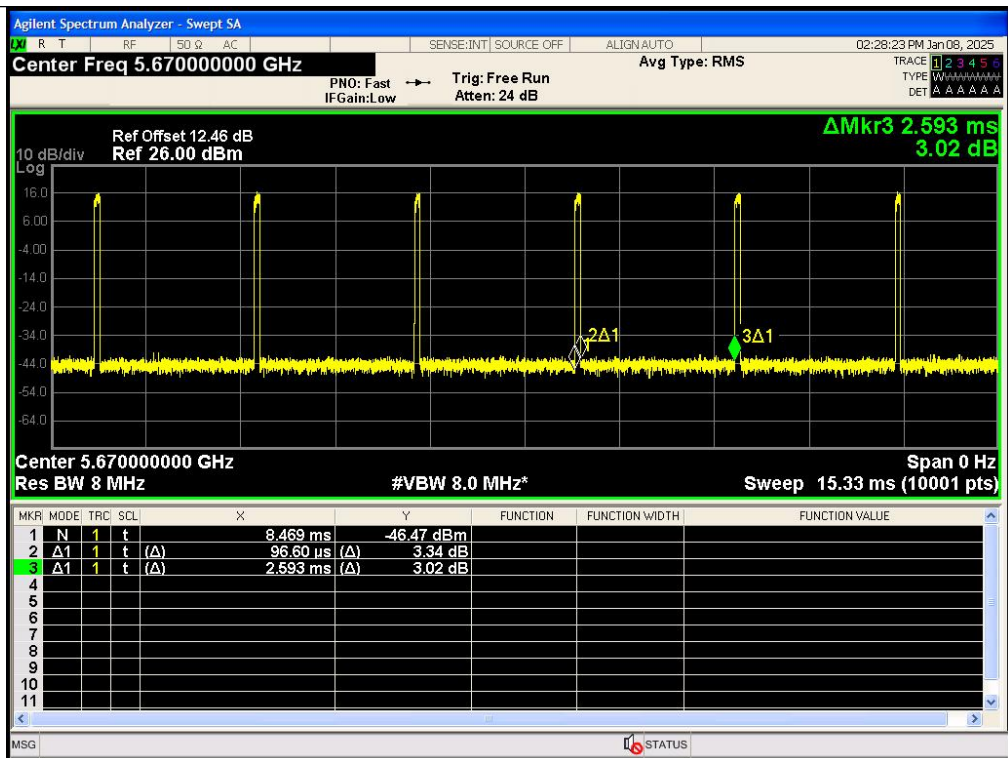 Agilent Spectrum Analyzer - Swept SA
LXI R T RF 50 Ω AC SENSE:INT SOURCE OFF ALIGN AUTO 02:28:23 PM Jan 08, 2025
Center Freq 5.670000000 GHz Avg Type: RMS TRACE 1 2 3 4 5 6
PNO: Fast Trig: Free Run TYPE W
IFGain:Low Atten: 24 dB DET A A A A A A
Ref Offset 12.46 dB ΔMkr3 2.593 ms
10 dB/div Ref 26.00 dBm 3.02 dB
Log
16.0
6.00
-4.00
-14.0
-24.0
-34.0 2Δ1 3Δ1
1
-44.0
-54.0
-64.0
Center 5.670000000 GHz Span 0 Hz
Res BW 8 MHz #VBW 8.0 MHz* Sweep 15.33 ms (10001 pts)
MKR MODE TRC SCL X Y FUNCTION FUNCTION WIDTH FUNCTION VALUE
1 N 1 t 8.469 ms -46.47 dBm
2 Δ1 1 t (Δ) 96.60 µs (Δ) 3.34 dB
3 Δ1 1 t (Δ) 2.593 ms (Δ) 3.02 dB
4
5
6
7
8
9
10
11
MSG STATUS